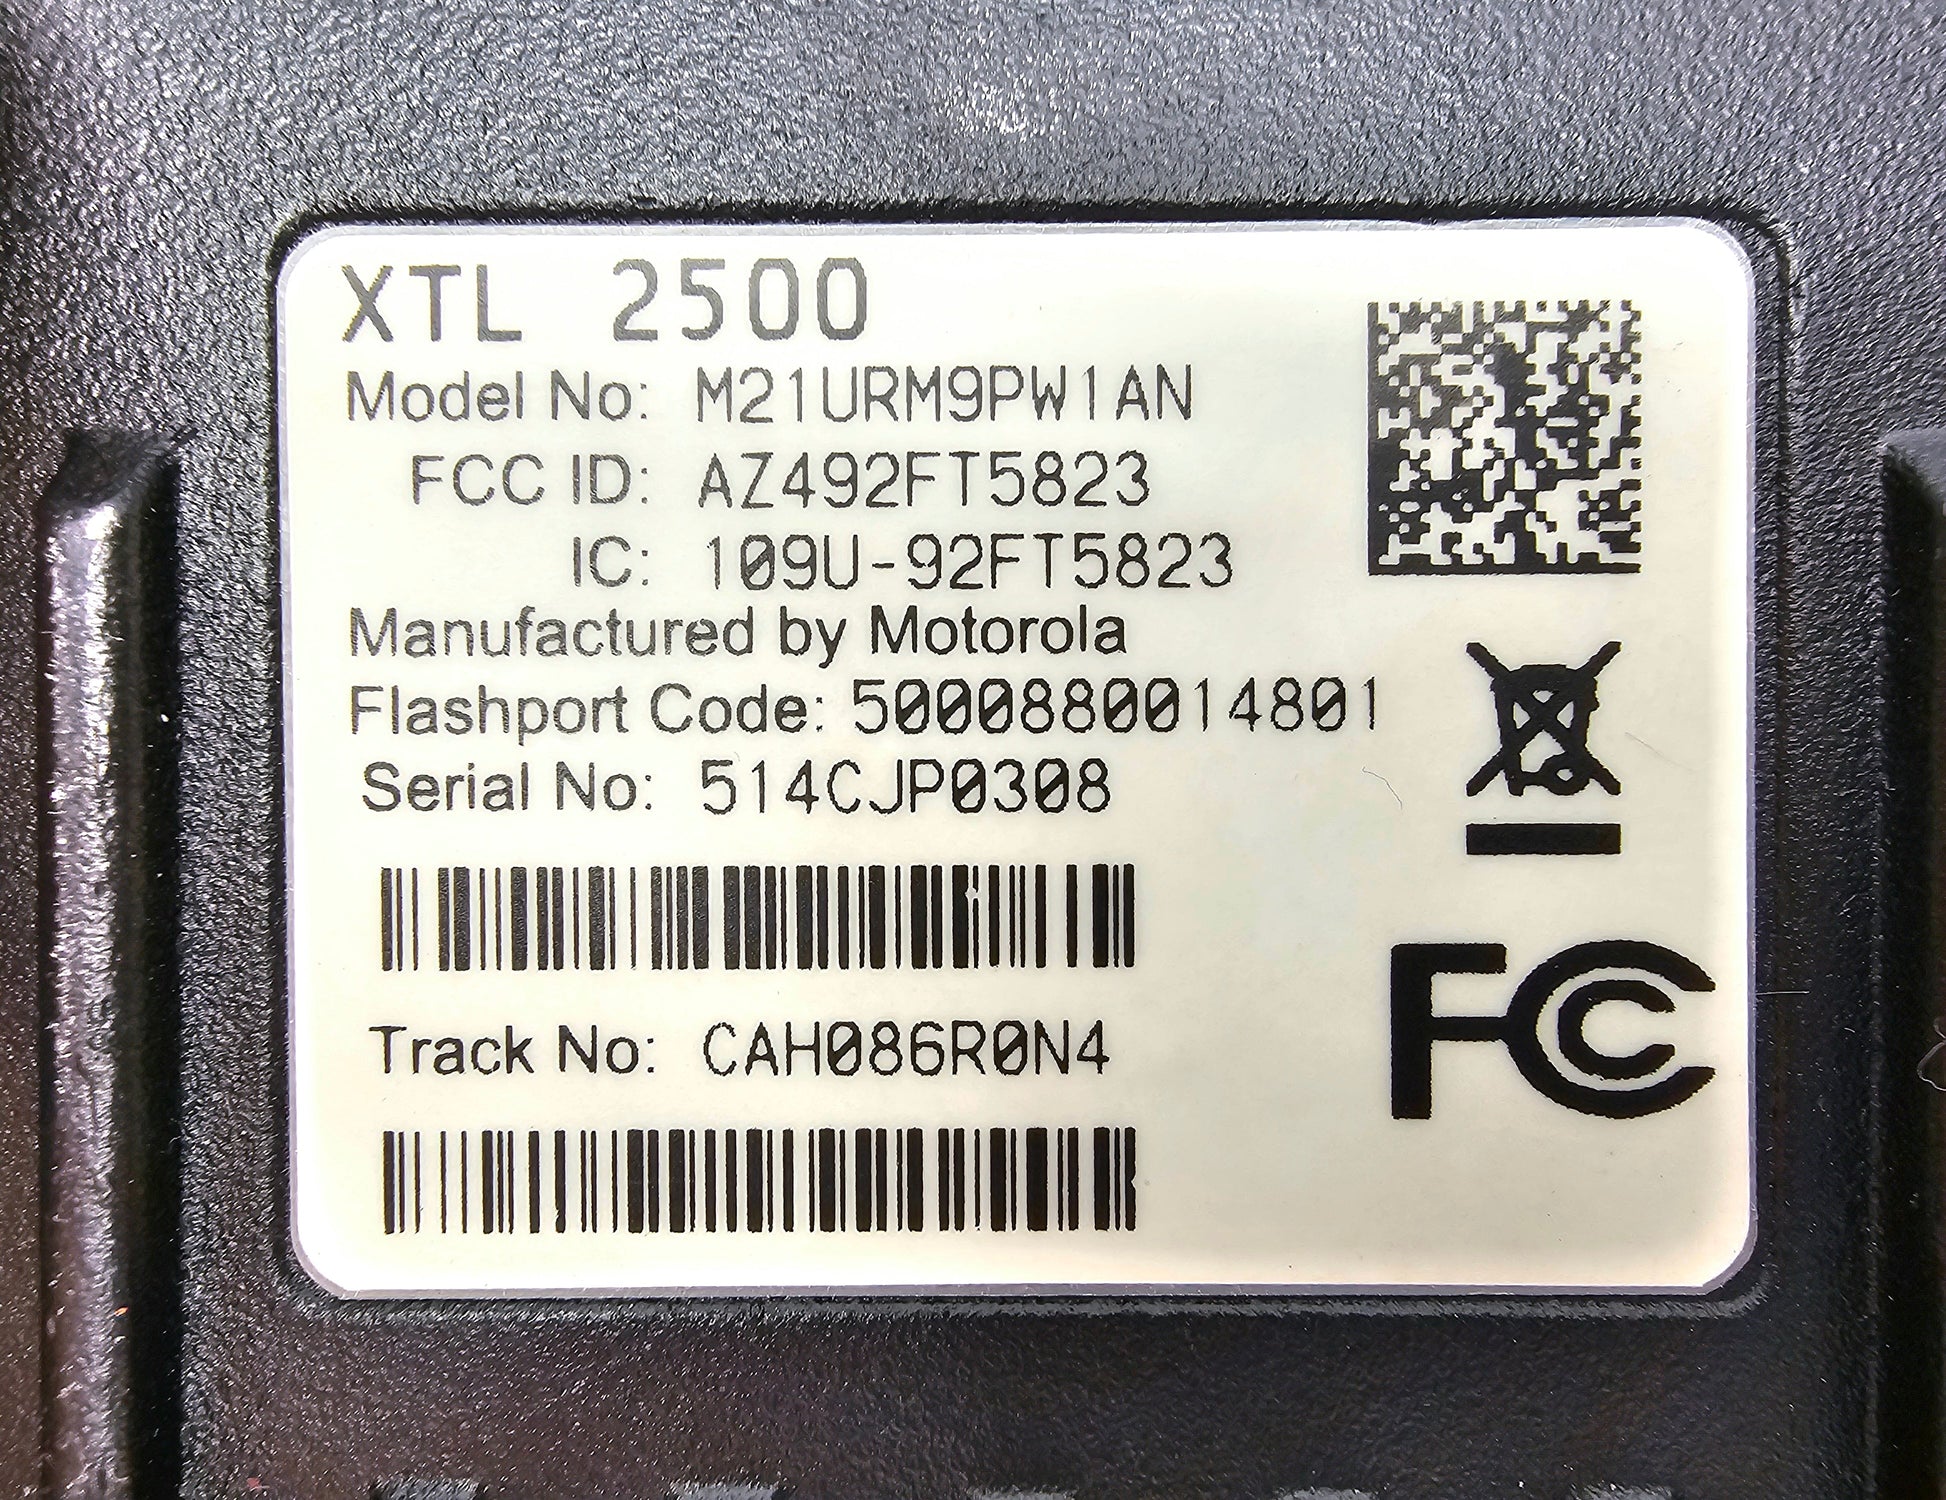 XTL 2500
Model No: M21URM9PW1AN
FCC ID: AZ492FT5823
IC: 109U-92FT5823
Manufactured by Motorola
Flashport Code: 5000880014801
Serial No: 514CJP0308
Track No: CAH086R0N4
FCC